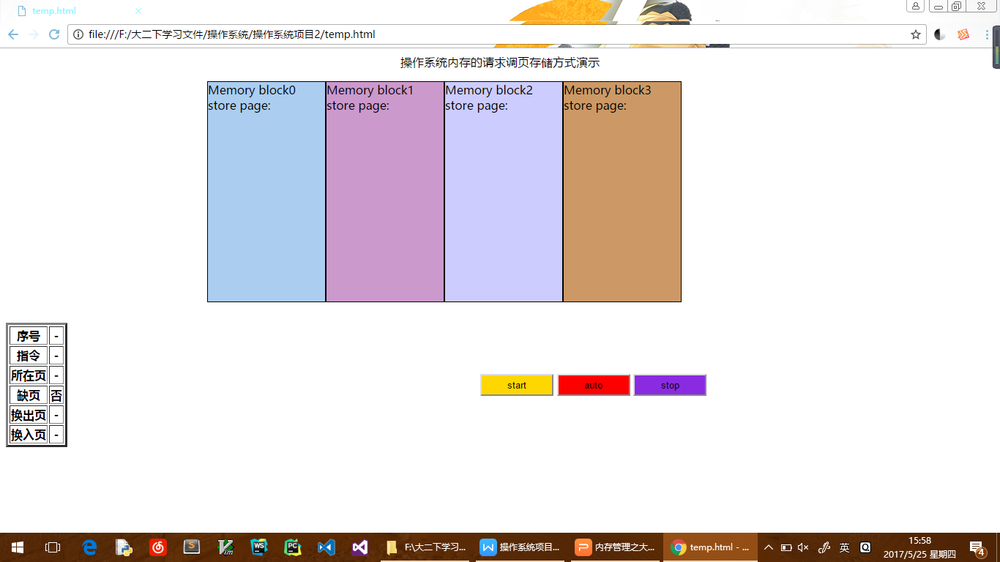 temp.html
file:///F:/大二下学习文件/操作系统/操作系统项目2/temp.html
操作系统内存的请求调页存储方式演示
Memory block0 Memory block1 Memory block2 Memory block3
store page: store page: store page: store page:
序号 -
指令 -
所在页 -
缺页 否
换出页 -
换入页 -
start auto stop
F:\大二下学习... 操作系统项目... 内存管理之大... temp.html - ... 英 15:58
2017/5/25 星期四 4